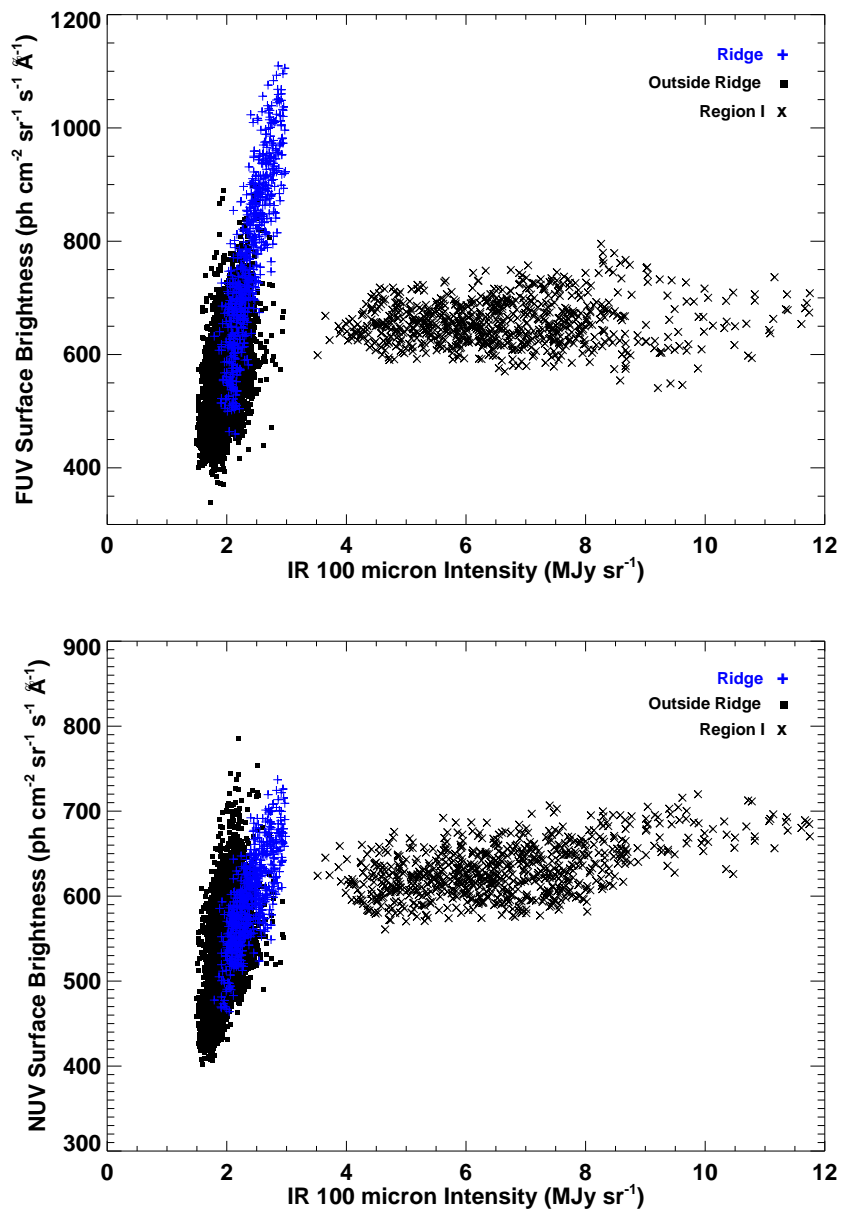 1200
1000
800
600
400
FUV Surface Brightness (ph cm-2 sr-1 s-1 Å-1)
Ridge +
Outside Ridge ■
Region I x
0 2 4 6 8 10 12
IR 100 micron Intensity (MJy sr-1)
900
800
700
600
500
400
300
NUV Surface Brightness (ph cm-2 sr-1 s-1 Å-1)
Ridge +
Outside Ridge ■
Region I x
0 2 4 6 8 10 12
IR 100 micron Intensity (MJy sr-1)